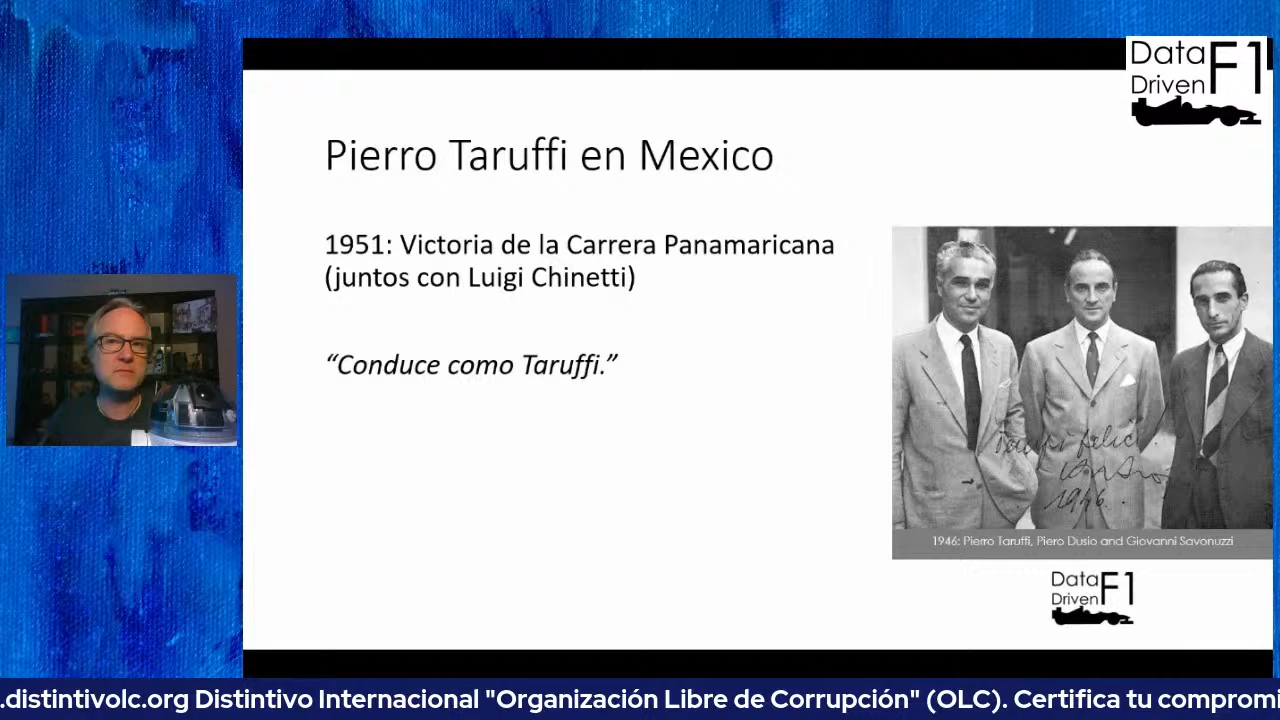 Data
Driven F1
Pierro Taruffi en Mexico
1951: Victoria de la Carrera Panamaricana
(juntos con Luigi Chinetti)
“Conduce como Taruffi.”
1946.
1946: Pierro Taruffi, Piero Dusio and Giovanni Savonuzzi
Data
Driven F1
.distintivolc.org Distintivo Internacional "Organización Libre de Corrupción" (OLC). Certifica tu compromi